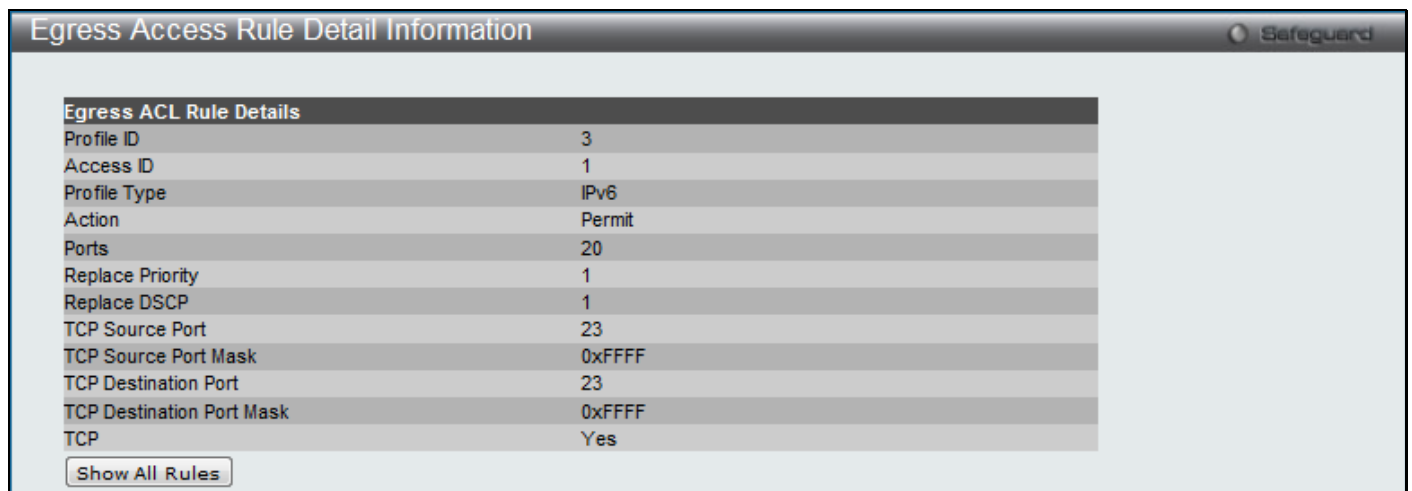 Egress Access Rule Detail Information
Safeguard
Egress ACL Rule Details
Profile ID 3
Access ID 1
Profile Type IPv6
Action Permit
Ports 20
Replace Priority 1
Replace DSCP 1
TCP Source Port 23
TCP Source Port Mask 0xFFFF
TCP Destination Port 23
TCP Destination Port Mask 0xFFFF
TCP Yes
Show All Rules